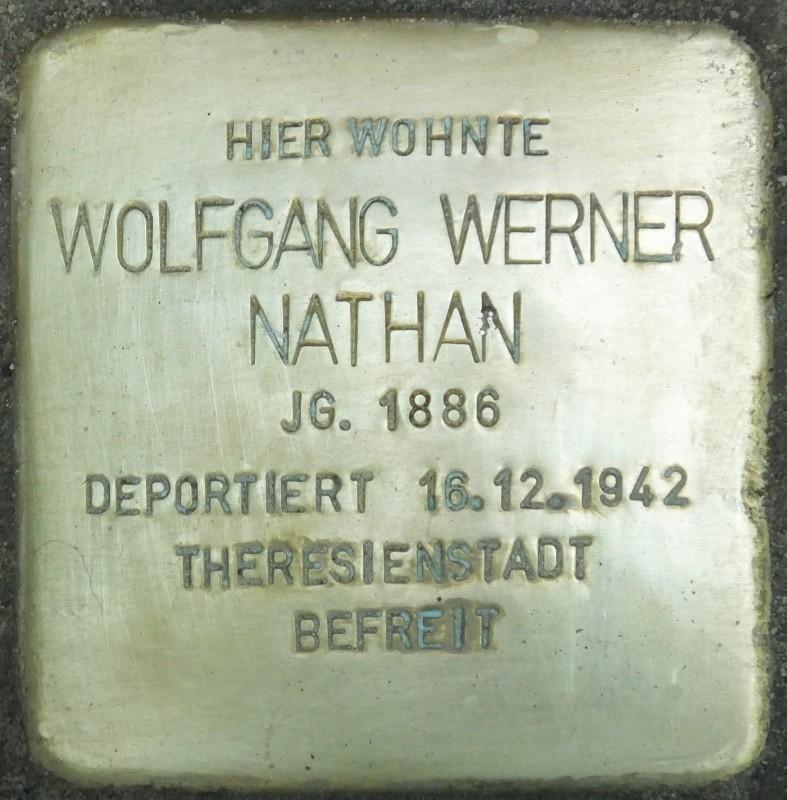 HIER WOHNTE
WOLFGANG WERNER
NATHAN
JG. 1886
DEPORTIERT 16.12.1942
THERESIENSTADT
BEFREIT